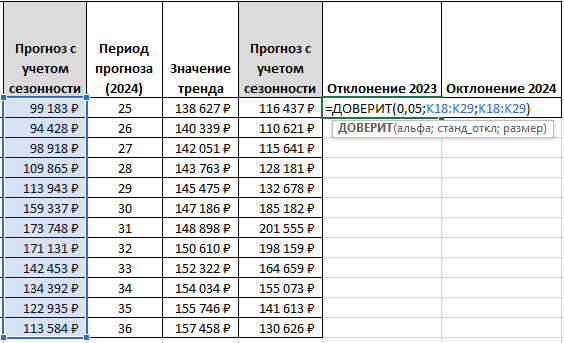 Прогноз с учетом сезонности Период прогноза (2024) Значение тренда Прогноз с учетом сезонности Отклонение 2023 Октлонение 2024
99 183 ₽ 25 138 627 ₽ 116 437 ₽ =ДОВЕРИТ(0,05;K18:K29;K18:K29)
94 428 ₽ 26 140 339 ₽ 110 621 ₽ ДОВЕРИТ(альфа; станд_откл; размер)
98 918 ₽ 27 142 051 ₽ 115 641 ₽
109 865 ₽ 28 143 763 ₽ 128 181 ₽
113 943 ₽ 29 145 475 ₽ 132 678 ₽
159 337 ₽ 30 147 186 ₽ 185 182 ₽
173 748 ₽ 31 148 898 ₽ 201 555 ₽
171 131 ₽ 32 150 610 ₽ 198 159 ₽
142 453 ₽ 33 152 322 ₽ 164 659 ₽
134 392 ₽ 34 154 034 ₽ 155 073 ₽
122 935 ₽ 35 155 746 ₽ 141 613 ₽
113 584 ₽ 36 157 458 ₽ 130 626 ₽